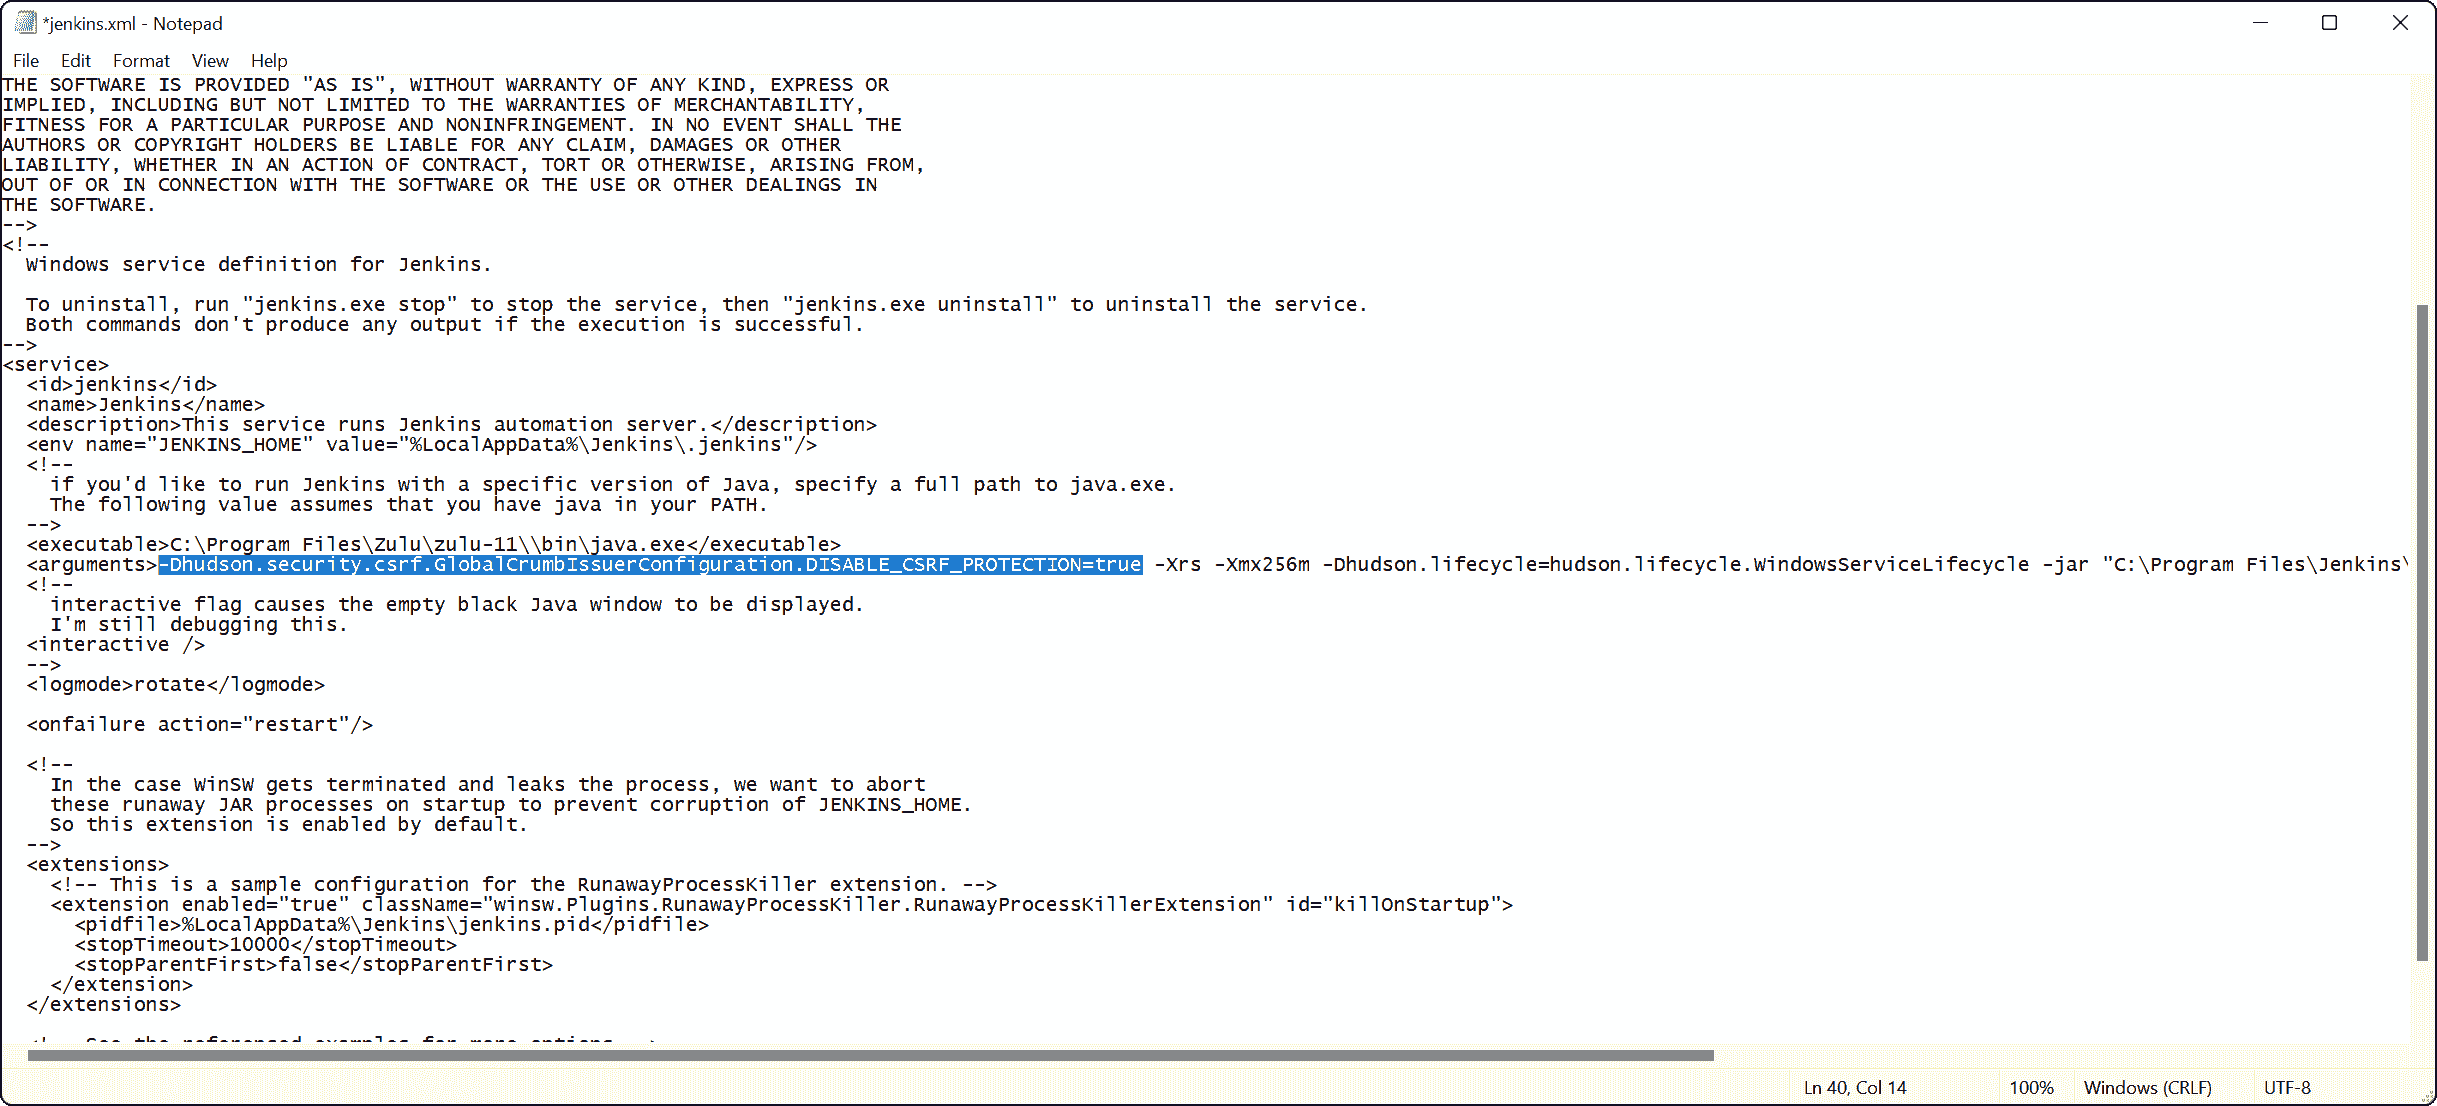 *jenkins.xml - Notepad
File Edit Format View Help
THE SOFTWARE IS PROVIDED "AS IS", WITHOUT WARRANTY OF ANY KIND, EXPRESS OR
IMPLIED, INCLUDING BUT NOT LIMITED TO THE WARRANTIES OF MERCHANTABILITY,
FITNESS FOR A PARTICULAR PURPOSE AND NONINFRINGEMENT. IN NO EVENT SHALL THE
AUTHORS OR COPYRIGHT HOLDERS BE LIABLE FOR ANY CLAIM, DAMAGES OR OTHER
LIABILITY, WHETHER IN AN ACTION OF CONTRACT, TORT OR OTHERWISE, ARISING FROM,
OUT OF OR IN CONNECTION WITH THE SOFTWARE OR THE USE OR OTHER DEALINGS IN
THE SOFTWARE.
-->
<!--
  Windows service definition for Jenkins.
  To uninstall, run "jenkins.exe stop" to stop the service, then "jenkins.exe uninstall" to uninstall the service.
  Both commands don't produce any output if the execution is successful.
-->
<service>
  <id>jenkins</id>
  <name>Jenkins</name>
  <description>This service runs Jenkins automation server.</description>
  <env name="JENKINS_HOME" value="%LocalAppData%\Jenkins\.jenkins"/>
  <!--
    if you'd like to run Jenkins with a specific version of Java, specify a full path to java.exe.
    The following value assumes that you have java in your PATH.
  -->
  <executable>C:\Program Files\Zulu\zulu-11\\bin\java.exe</executable>
  <arguments>-Dhudson.security.csrf.GlobalCrumbIssuerConfiguration.DISABLE_CSRF_PROTECTION=true -Xrs -Xmx256m -Dhudson.lifecycle=hudson.lifecycle.WindowsServiceLifecycle -jar "C:\Program Files\Jenkins\
  <!--
    interactive flag causes the empty black Java window to be displayed.
    I'm still debugging this.
  <interactive />
  -->
  <logmode>rotate</logmode>
  <onfailure action="restart"/>
  <!--
    In the case WinSW gets terminated and leaks the process, we want to abort
    these runaway JAR processes on startup to prevent corruption of JENKINS_HOME.
    So this extension is enabled by default.
  -->
  <extensions>
    <!-- This is a sample configuration for the RunawayProcessKiller extension. -->
    <extension enabled="true" className="winsw.Plugins.RunawayProcessKiller.RunawayProcessKillerExtension" id="killOnStartup">
      <pidfile>%LocalAppData%\Jenkins\jenkins.pid</pidfile>
      <stopTimeout>10000</stopTimeout>
      <stopParentFirst>false</stopParentFirst>
    </extension>
  </extensions>
  <!-- See the referenced examples for more options -->
Ln 40, Col 14 100% Windows (CRLF) UTF-8